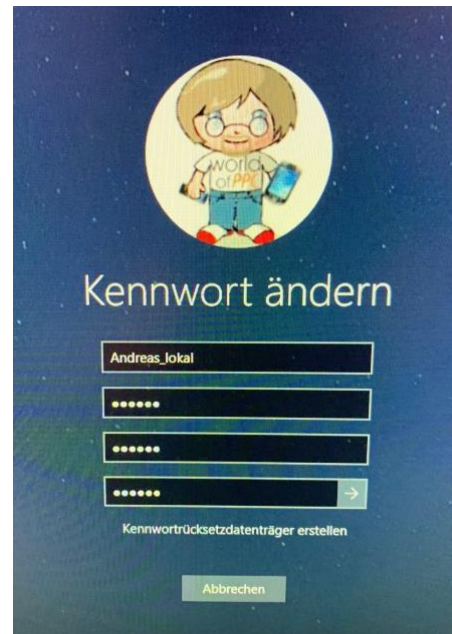 world
of PPC
Kennwort ändern
Andreas_lokal
••••••
••••••
••••••
Kennwortrücksetzdatenträger erstellen
Abbrechen